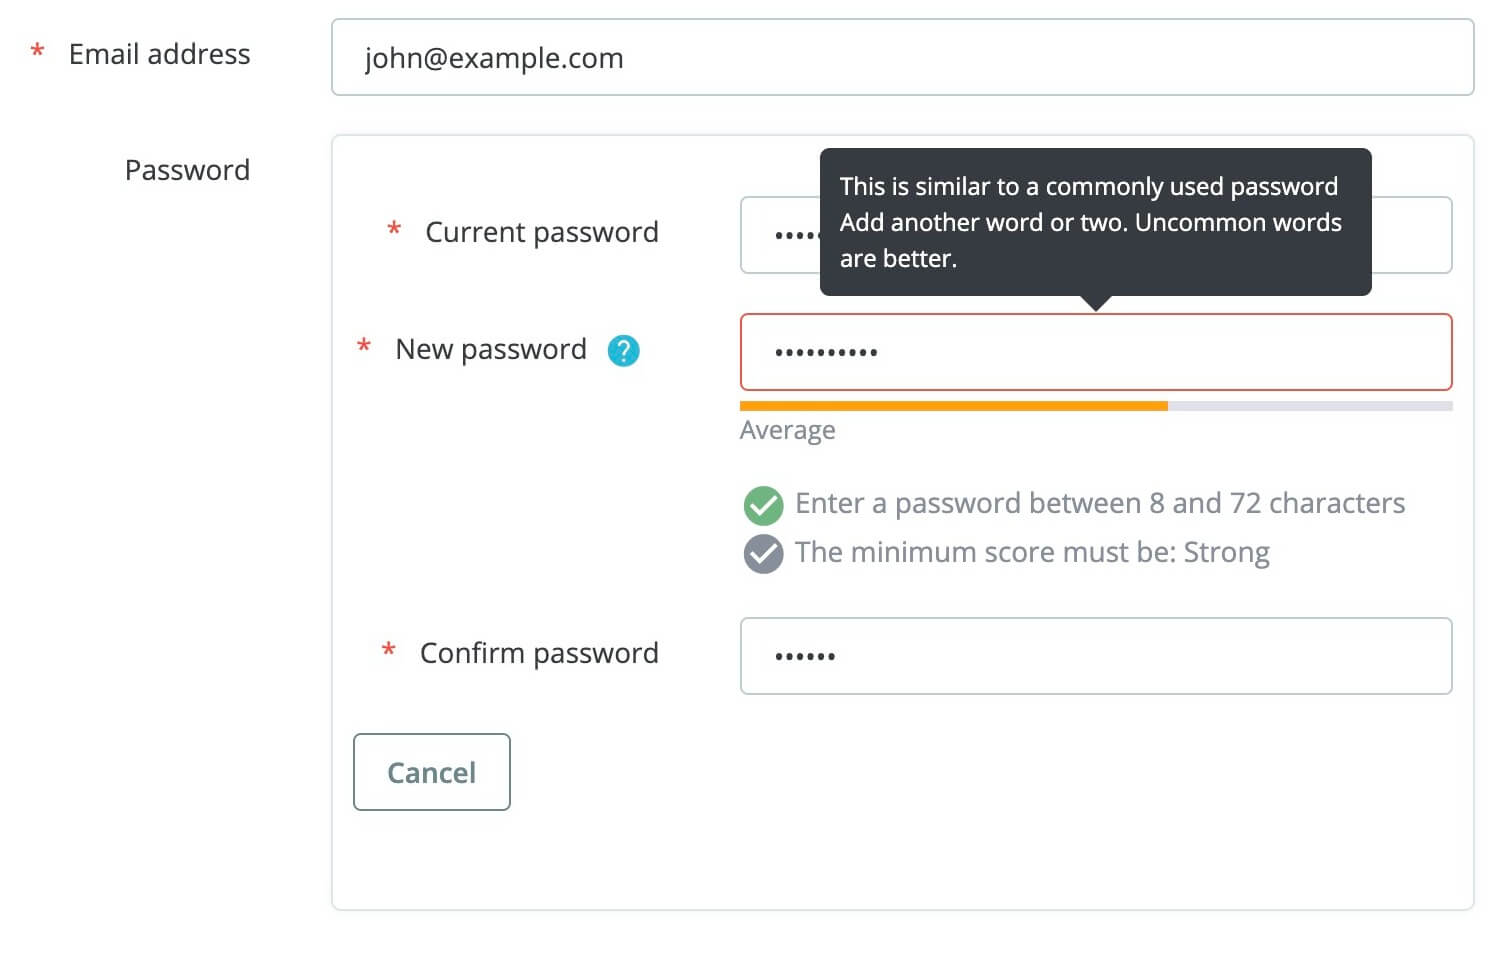 * Email address
john@example.com
Password
This is similar to a commonly used password
Add another word or two. Uncommon words
are better.
* Current password
•••••
* New password ?
••••••••••
Average
Enter a password between 8 and 72 characters
The minimum score must be: Strong
* Confirm password
••••••
Cancel